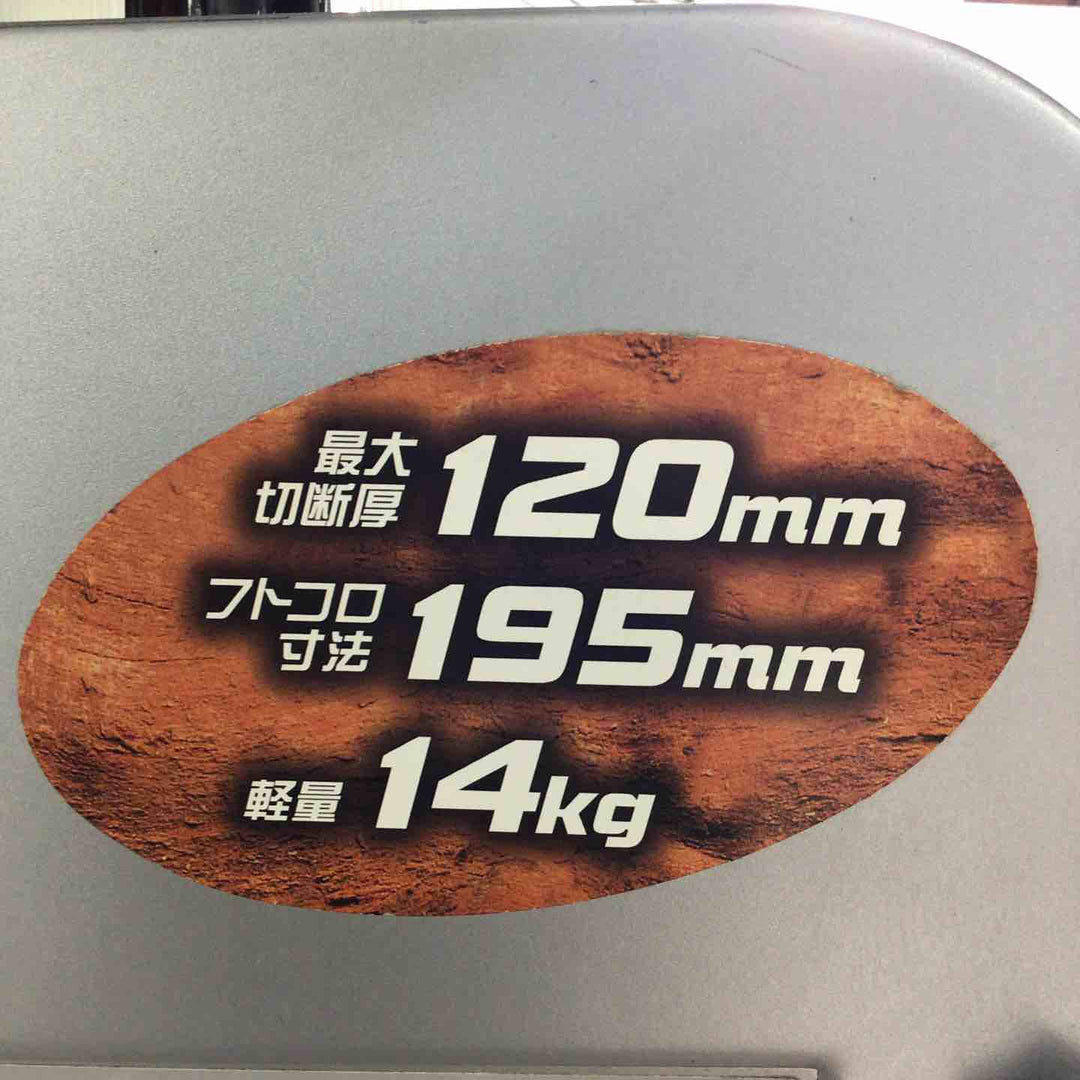 最大
切断厚 120mm
フトコロ
寸法 195mm
軽量 14kg